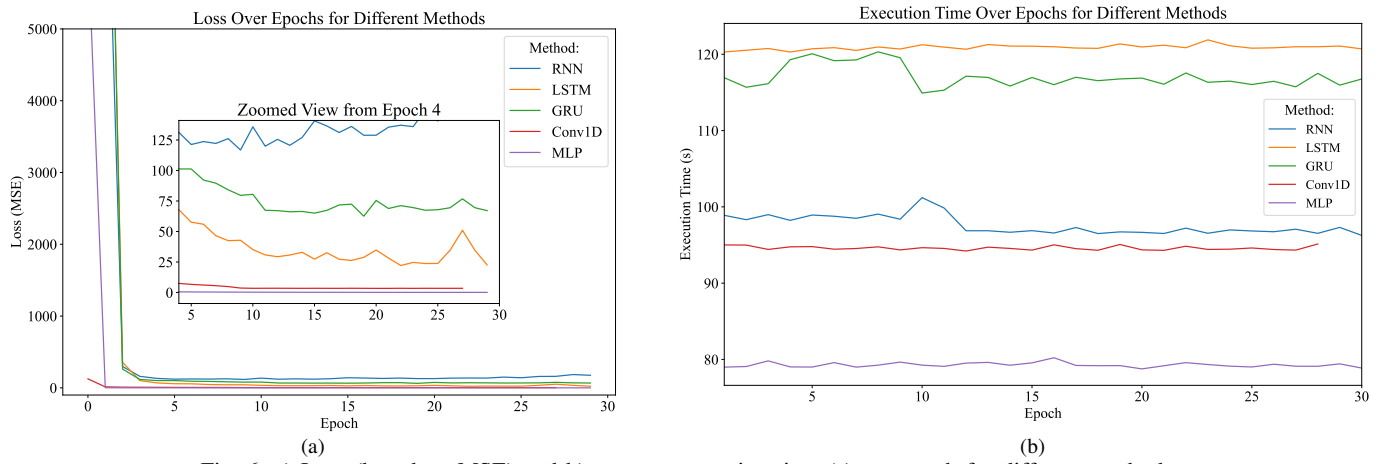 Loss Over Epochs for Different Methods
5000
4000
3000
2000
1000
0
Loss (MSE)
0
5
10
15
20
25
30
Epoch
Method:
RNN
LSTM
GRU
Conv1D
MLP
Zoomed View from Epoch 4
125
100
75
50
25
0
5
10
15
20
25
30
(a)
Execution Time Over Epochs for Different Methods
120
110
100
90
80
Execution Time (s)
5
10
15
20
25
30
Epoch
Method:
RNN
LSTM
GRU
Conv1D
MLP
(b)